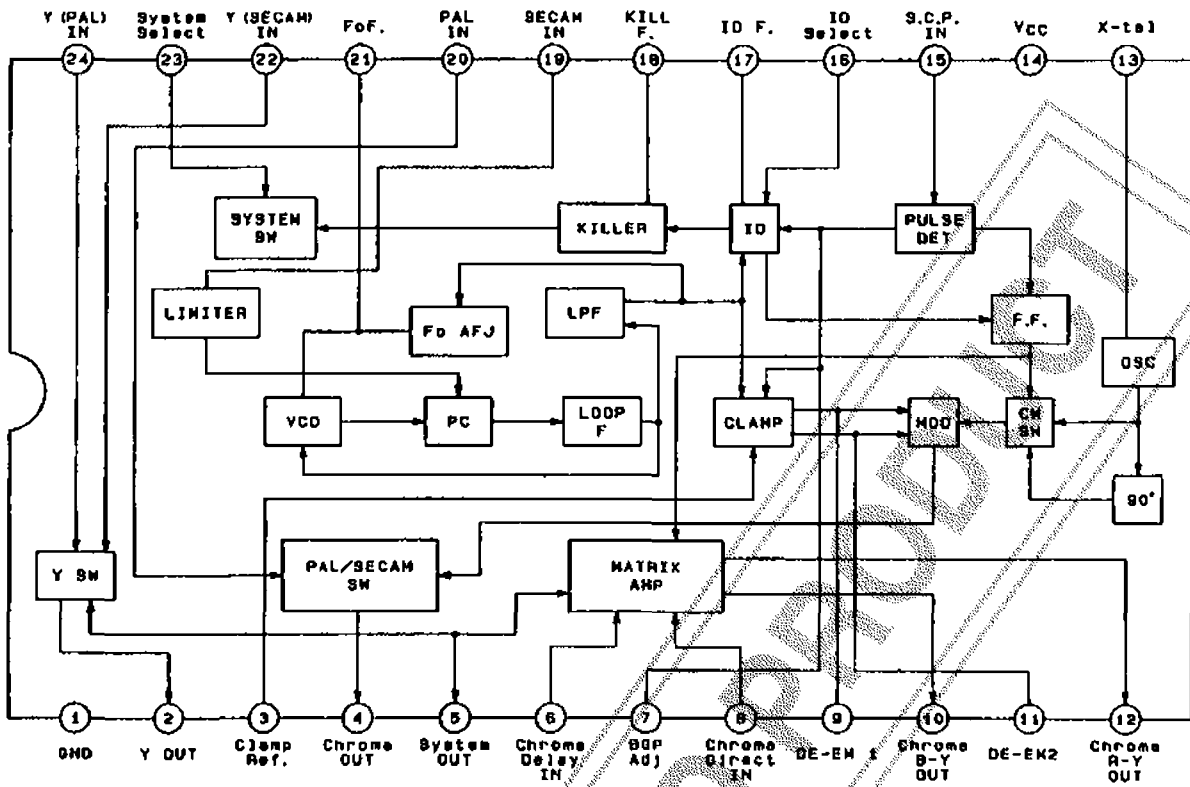 Y (PAL) IN
System Select
Y (SECAM) IN
FoF.
PAL IN
SECAM IN
KILL F.
ID F.
ID Select
S.C.P. IN
Vcc
X-tal
24
23
22
21
20
19
18
17
16
15
14
13
SYSTEM SW
KILLER
ID
PULSE DET
LIMITER
Fo AFJ
LPF
F.F.
OSC
VCO
PC
LOOP F
CLAMP
MOD
CW SW
90°
Y SW
PAL/SECAM SW
MATRIX AMP
PRODUCT
1
2
3
4
5
6
7
8
9
10
11
12
GND
Y OUT
Clamp Ref.
Chroma OUT
System OUT
Chroma Delay IN
BGP Adj
Chroma Direct IN
DE-EM 1
Chroma B-Y OUT
DE-EM2
Chroma R-Y OUT